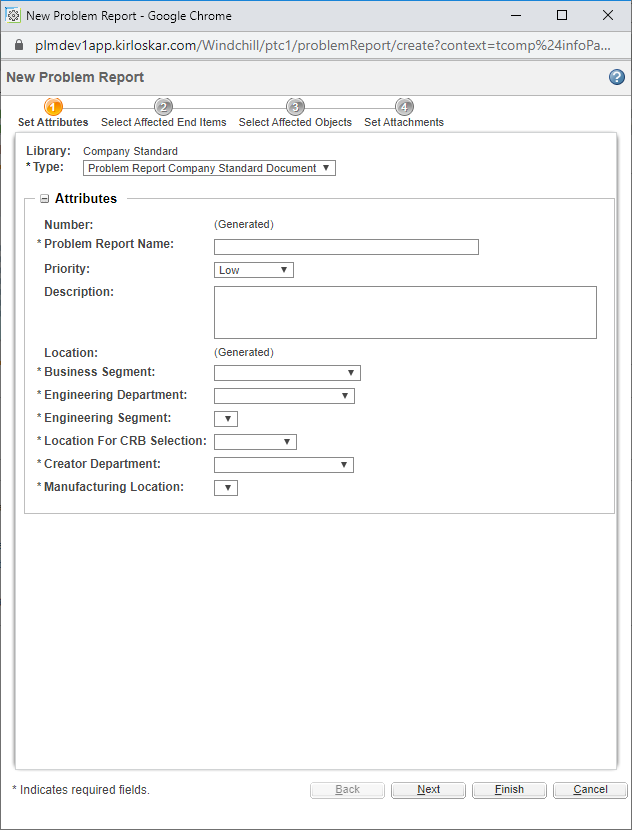 New Problem Report - Google Chrome
plmdev1app.kirloskar.com/Windchill/ptc1/problemReport/create?context=tcomp%24infoPa...
New Problem Report ?
1 2 3 4
Set Attributes Select Affected End Items Select Affected Objects Set Attachments
Library: Company Standard
* Type: Problem Report Company Standard Document
Attributes
Number: (Generated)
* Problem Report Name:
Priority: Low
Description:
Location: (Generated)
* Business Segment:
* Engineering Department:
* Engineering Segment:
* Location For CRB Selection:
* Creator Department:
* Manufacturing Location:
* Indicates required fields. Back Next Finish Cancel